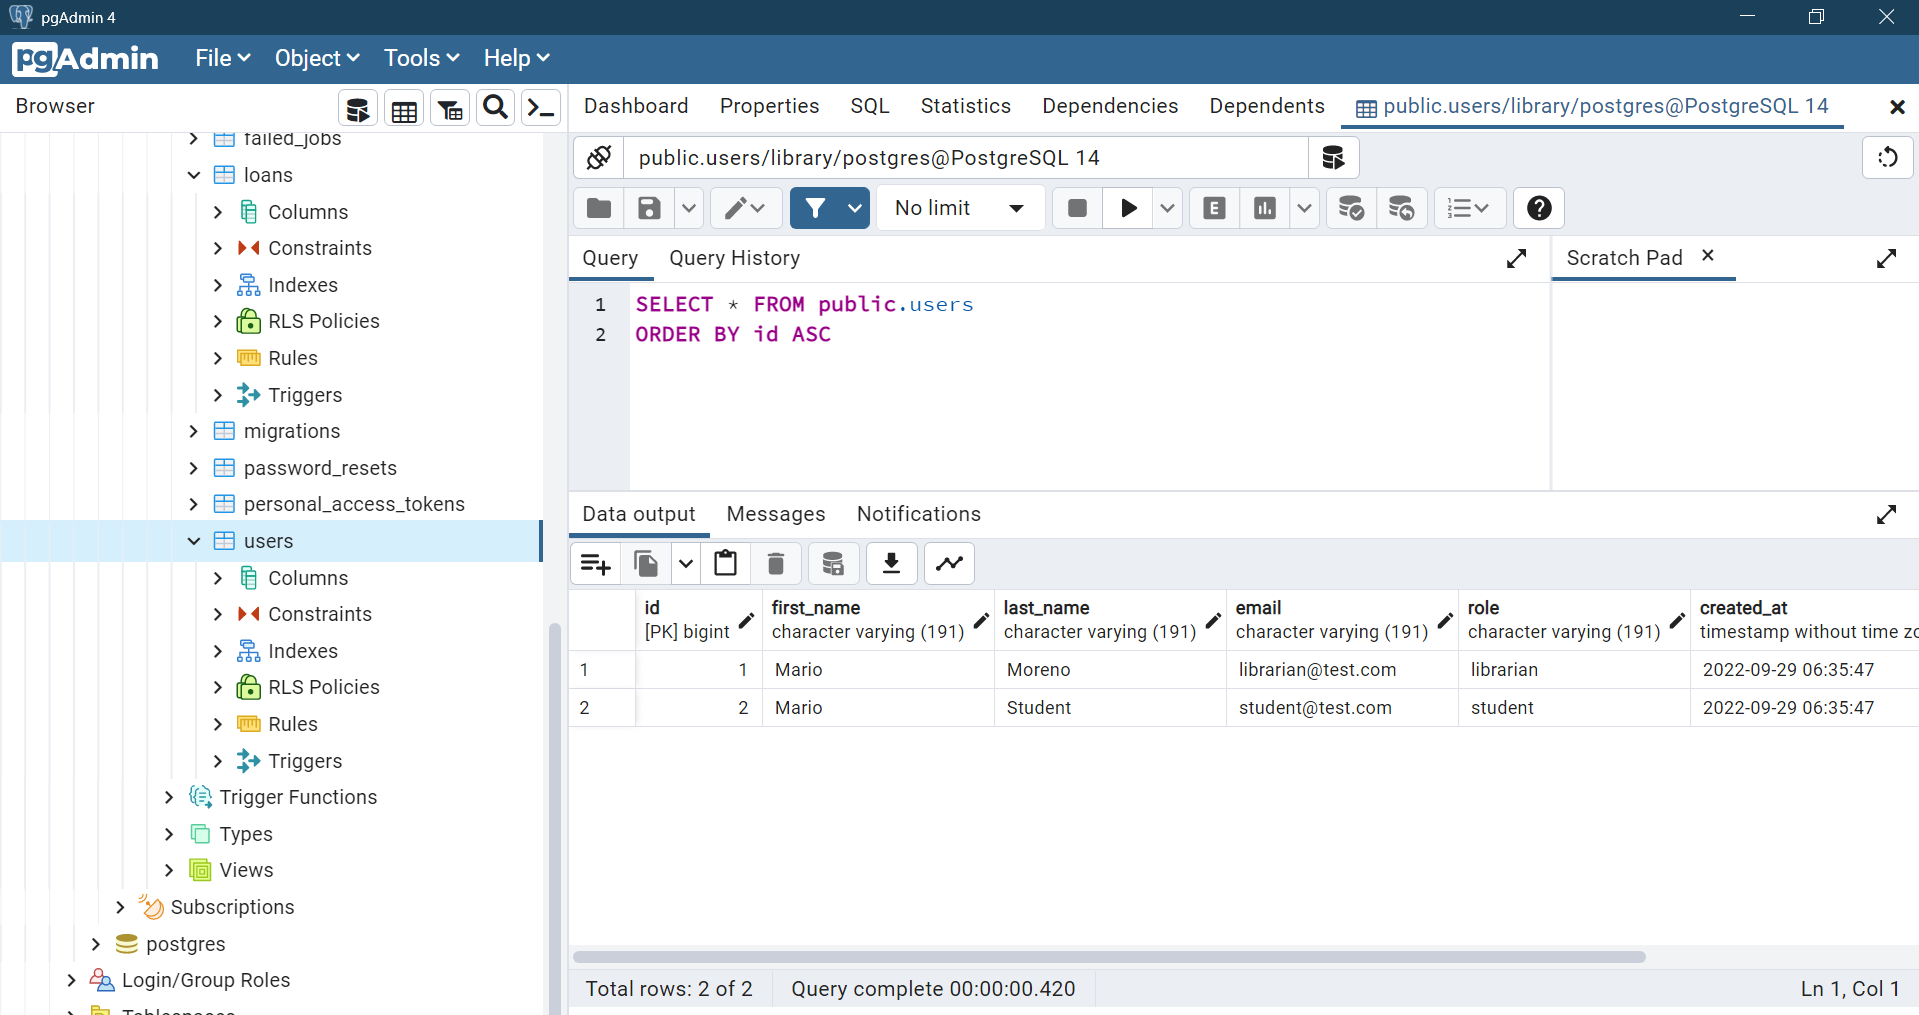 pgAdmin 4
pgAdmin File Object Tools Help
Browser
Dashboard Properties SQL Statistics Dependencies Dependents public.users/library/postgres@PostgreSQL 14
failed_jobs
loans
Columns
Constraints
Indexes
RLS Policies
Rules
Triggers
migrations
password_resets
personal_access_tokens
users
Columns
Constraints
Indexes
RLS Policies
Rules
Triggers
Trigger Functions
Types
Views
Subscriptions
postgres
Login/Group Roles
Tablespaces
public.users/library/postgres@PostgreSQL 14
No limit
E
Query Query History
Scratch Pad
1 SELECT * FROM public.users
2 ORDER BY id ASC
Data output Messages Notifications
id first_name last_name email role created_at
[PK] bigint character varying (191) character varying (191) character varying (191) character varying (191) timestamp without time zo
1 1 Mario Moreno librarian@test.com librarian 2022-09-29 06:35:47
2 2 Mario Student student@test.com student 2022-09-29 06:35:47
Total rows: 2 of 2 Query complete 00:00:00.420 Ln 1, Col 1